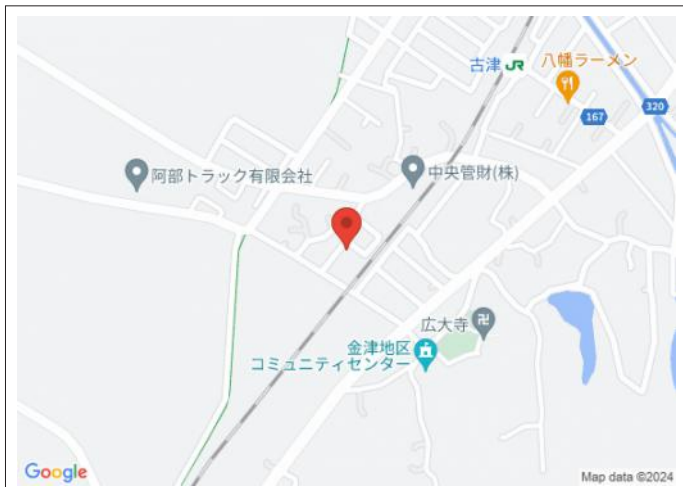 古津 JR
八幡ラーメン
320
167
阿部トラック有限会社
中央管財(株)
広大寺
金津地区
コミュニティセンター
Google
Map data ©2024